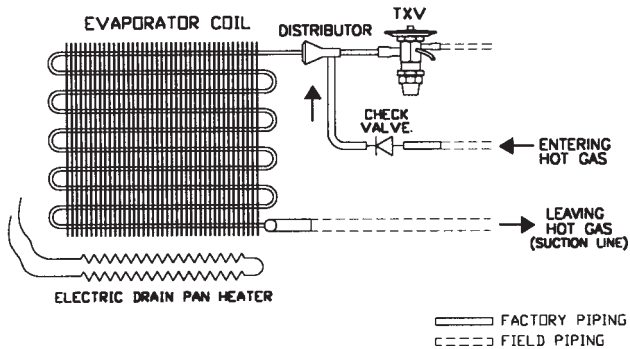 EVAPORATOR COIL
DISTRIBUTOR
TXV
CHECK
VALVE.
ENTERING
HOT GAS
LEAVING
HOT GAS
(SUCTION LINE)
ELECTRIC DRAIN PAN HEATER
FACTORY PIPING
FIELD PIPING